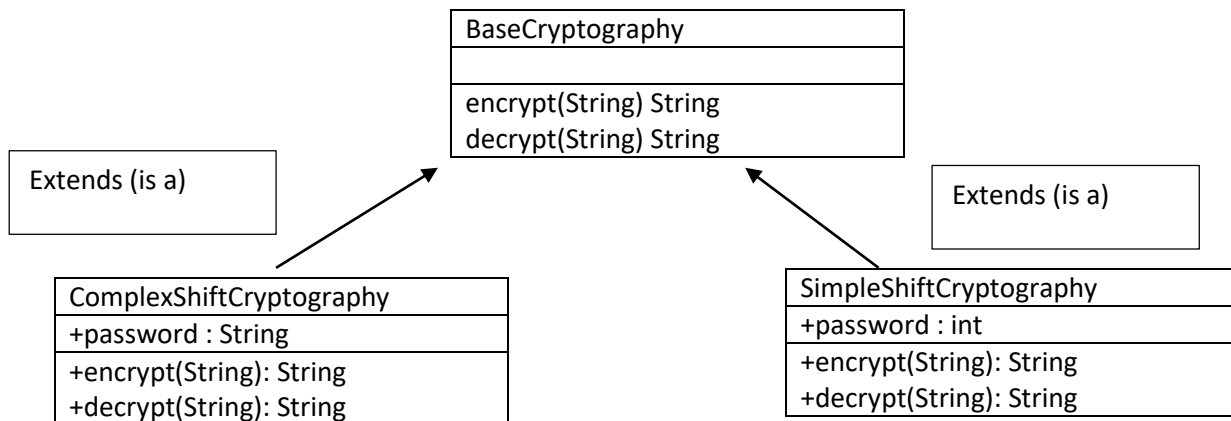 BaseCryptography
encrypt(String) String
decrypt(String) String
Extends (is a)
Extends (is a)
ComplexShiftCryptography
+password : String
+encrypt(String): String
+decrypt(String): String
SimpleShiftCryptography
+password : int
+encrypt(String): String
+decrypt(String): String